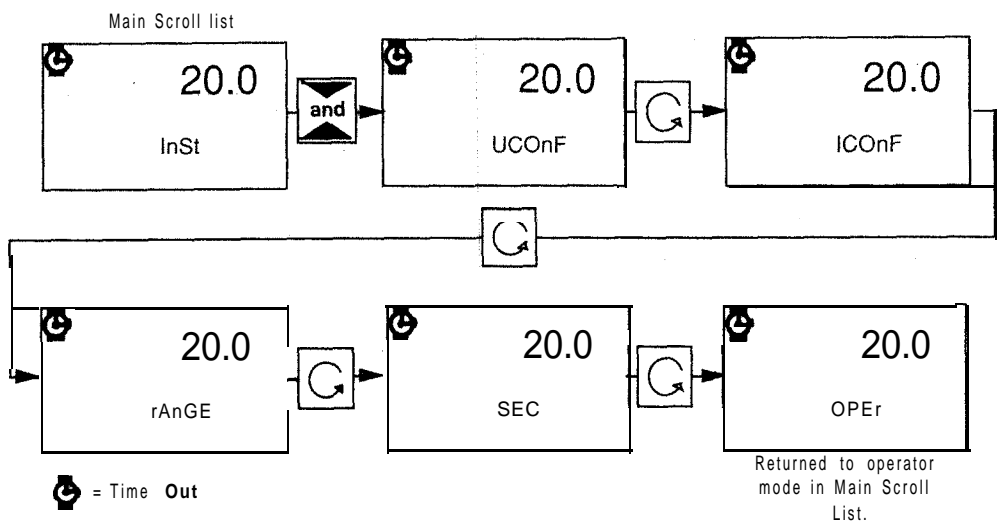 Main Scroll list
20.0
InSt
and
20.0
UCOnF
20.0
ICOnF
20.0
rAnGE
20.0
SEC
20.0
OPEr
= Time Out
Returned to operator
mode in Main Scroll
List.